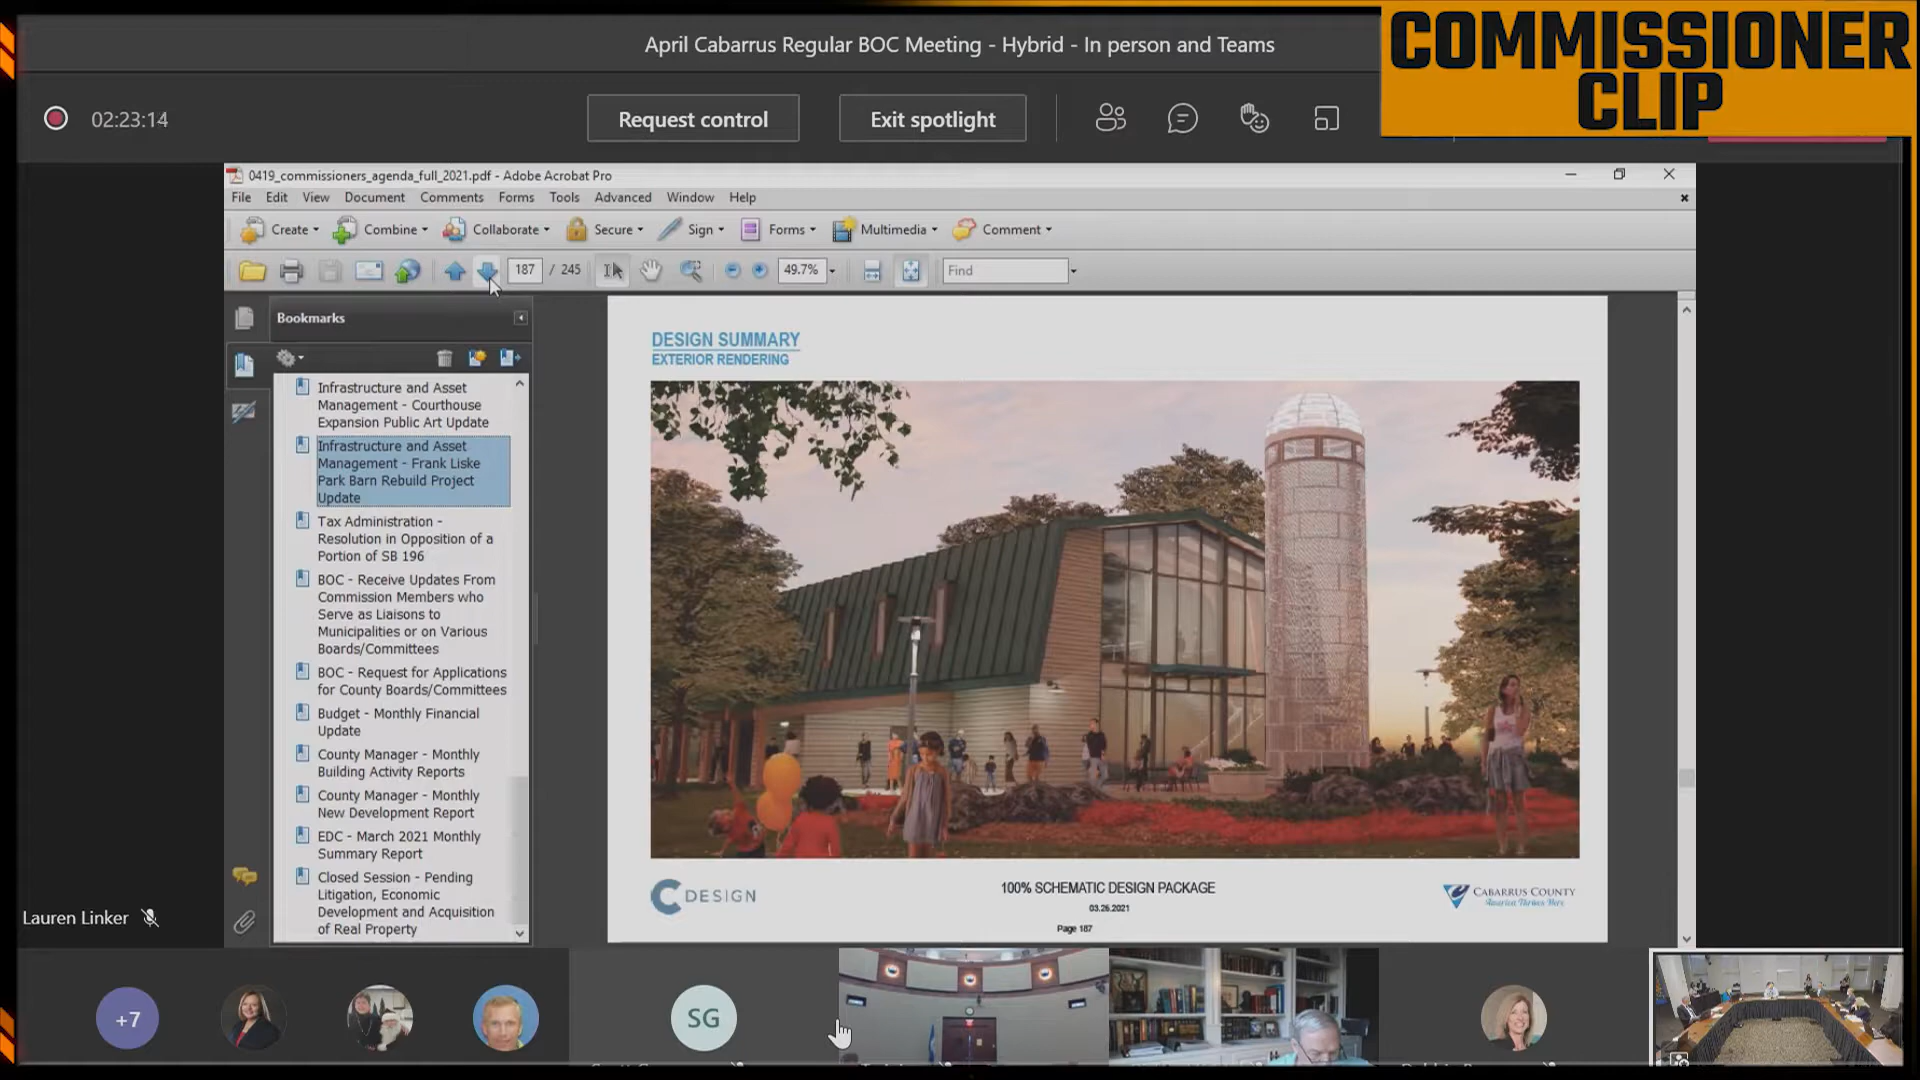 April Cabarrus Regular BOC Meeting - Hybrid - In person and Teams
COMMISSIONER
CLIP
02:23:14
Request control
Exit spotlight
0419_commissioners_agenda_full_2021.pdf - Adobe Acrobat Pro
File Edit View Document Comments Forms Tools Advanced Window Help
Create Combine Collaborate Secure Sign Forms Multimedia Comment
187 / 245 49.7% Find
Bookmarks
Infrastructure and Asset
Management - Courthouse
Expansion Public Art Update
Infrastructure and Asset
Management - Frank Liske
Park Barn Rebuild Project
Update
Tax Administration -
Resolution in Opposition of a
Portion of SB 196
BOC - Receive Updates From
Commission Members who
Serve as Liaisons to
Municipalities or on Various
Boards/Committees
BOC - Request for Applications
for County Boards/Committees
Budget - Monthly Financial
Update
County Manager - Monthly
Building Activity Reports
County Manager - Monthly
New Development Report
EDC - March 2021 Monthly
Summary Report
Closed Session - Pending
Litigation, Economic
Development and Acquisition
of Real Property
DESIGN SUMMARY
EXTERIOR RENDERING
C DESIGN
100% SCHEMATIC DESIGN PACKAGE
03.26.2021
Page 187
CABARRUS COUNTY
America Thrives Here
Lauren Linker
+7
SG